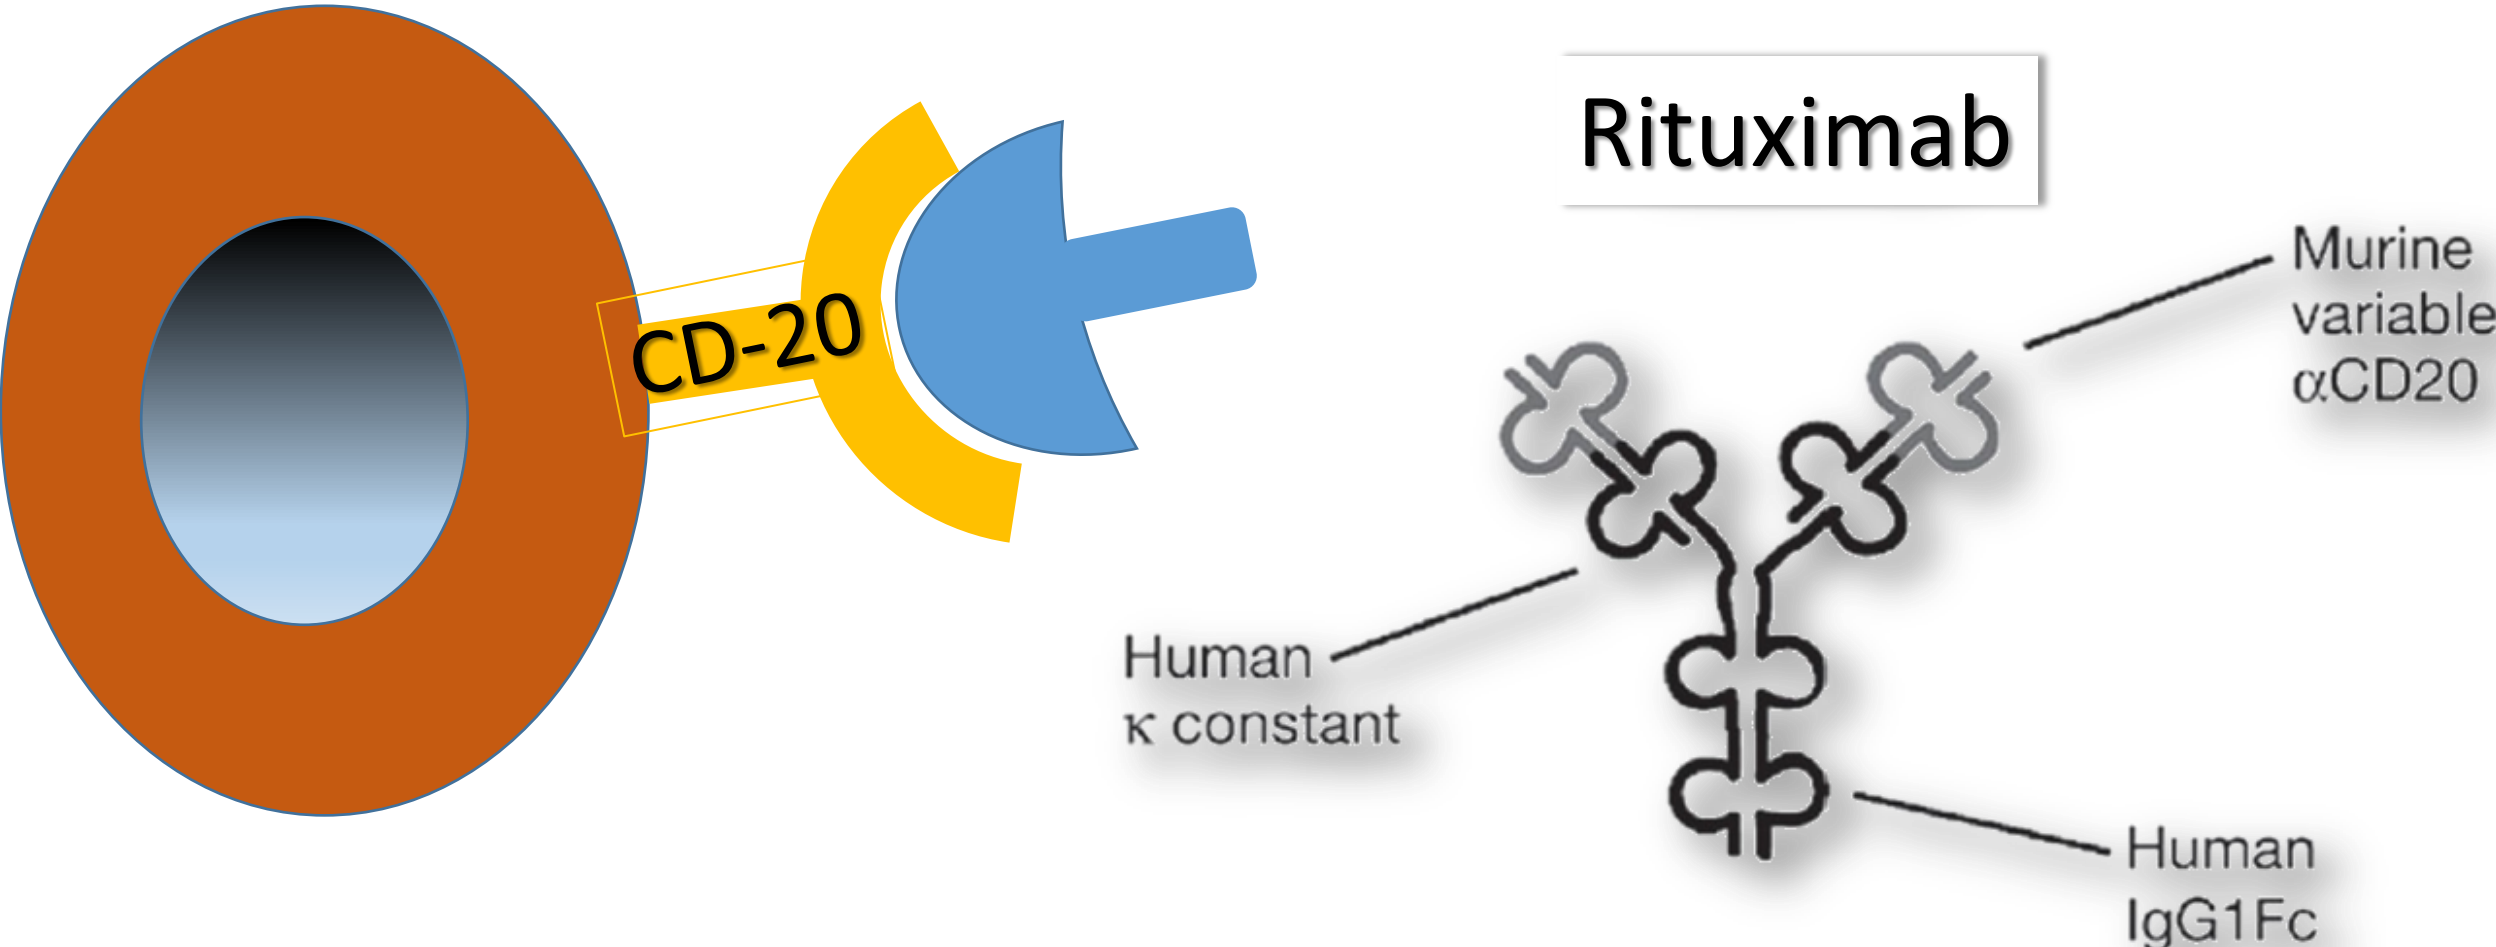 Rituximab
CD-20
Murine
variable
αCD20
Human
κ constant
Human
IgG1Fc